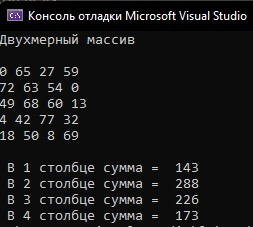 Консоль отладки Microsoft Visual Studio
Двухмерный массив
0 65 27 59
72 63 54 0
49 68 60 13
4 42 77 32
18 50 8 69
В 1 столбце сумма = 143
В 2 столбце сумма = 288
В 3 столбце сумма = 226
В 4 столбце сумма = 173